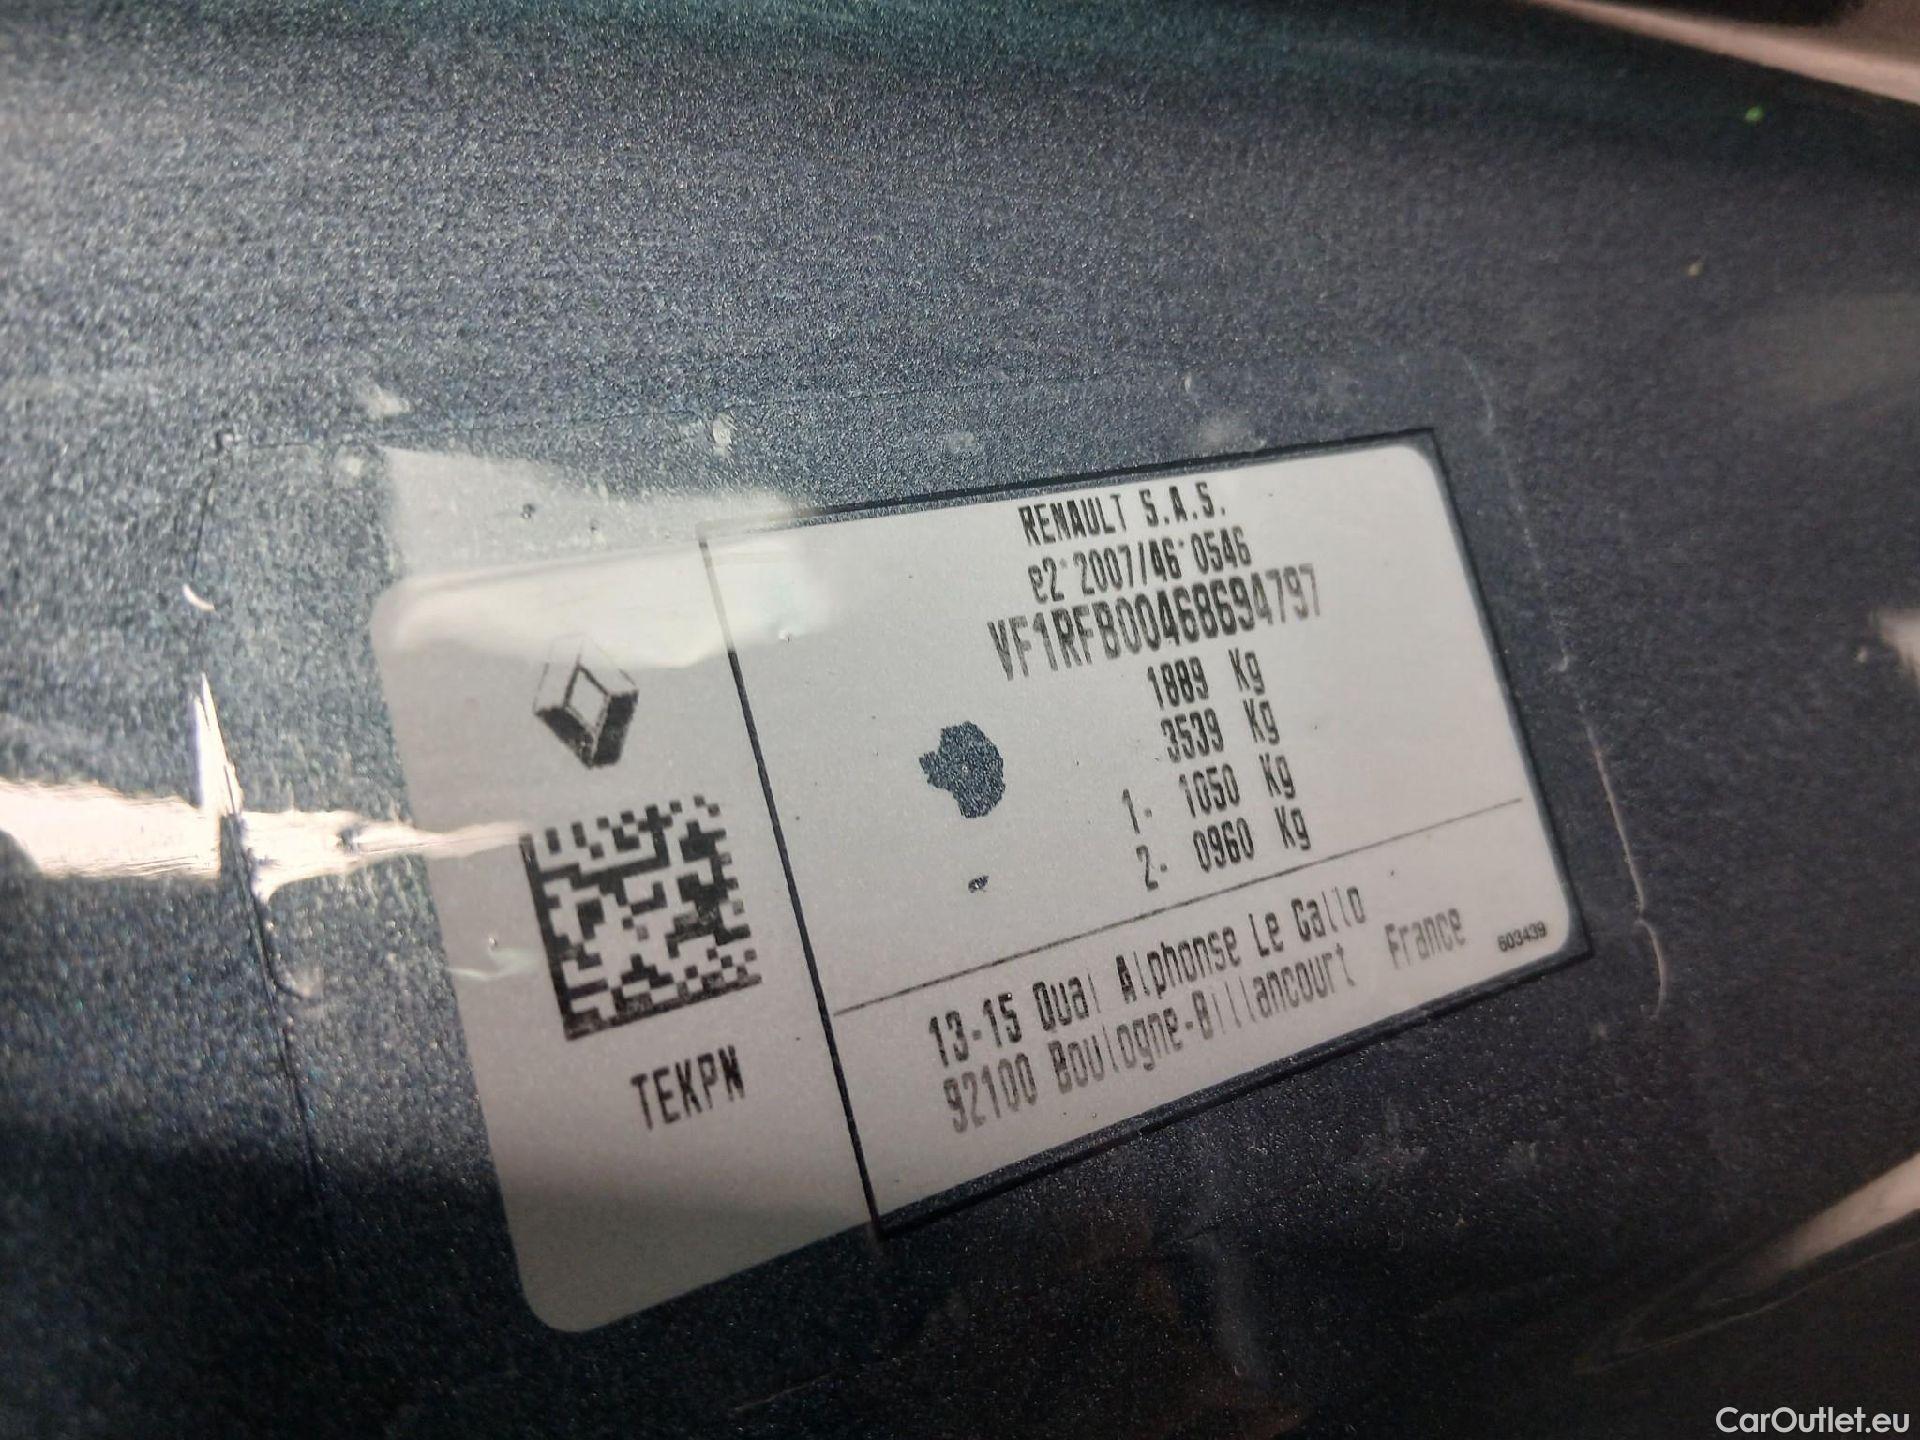 RENAULT S.A.S.
e2*2007/46*0546
VF1RFB00468694797
1889 Kg
3539 Kg
1- 1050 Kg
2- 0960 Kg
TEKPN
13-15 Quai Alphonse Le Gallo
92100 Boulogne-Billancourt France
603439
CarOutlet.eu